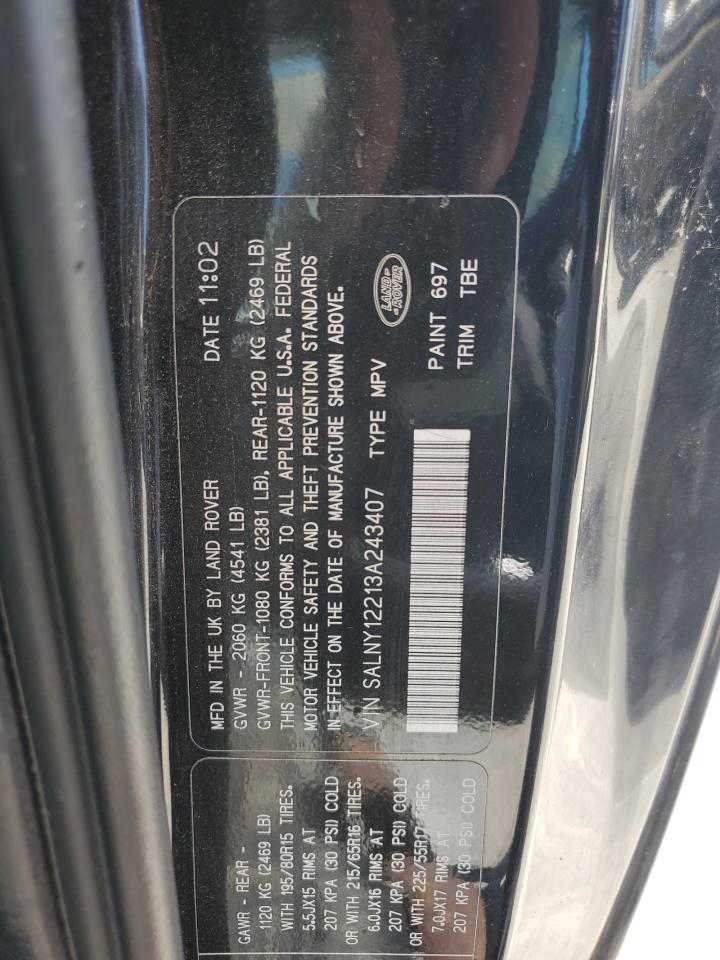 MFD IN THE UK BY LAND ROVER DATE 11:02
GVWR - 2060 KG (4541 LB)
GVWR-FRONT-1080 KG (2381 LB), REAR-1120 KG (2469 LB)
THIS VEHICLE CONFORMS TO ALL APPLICABLE U.S.A. FEDERAL
MOTOR VEHICLE SAFETY AND THEFT PREVENTION STANDARDS
IN EFFECT ON THE DATE OF MANUFACTURE SHOWN ABOVE.
VIN SALNY12213A243407 TYPE MPV
LAND-
-ROVER
PAINT 697
TRIM TBE
GAWR - REAR -
1120 KG (2469 LB)
WITH 195/80R15 TIRES.
5.5JX15 RIMS AT
207 KPA (30 PSI) COLD
OR WITH 215/65R16 TIRES.
6.0JX16 RIMS AT
207 KPA (30 PSI) COLD
OR WITH 225/55R17 TIRES.
7.0JX17 RIMS AT
207 KPA (30 PSI) COLD